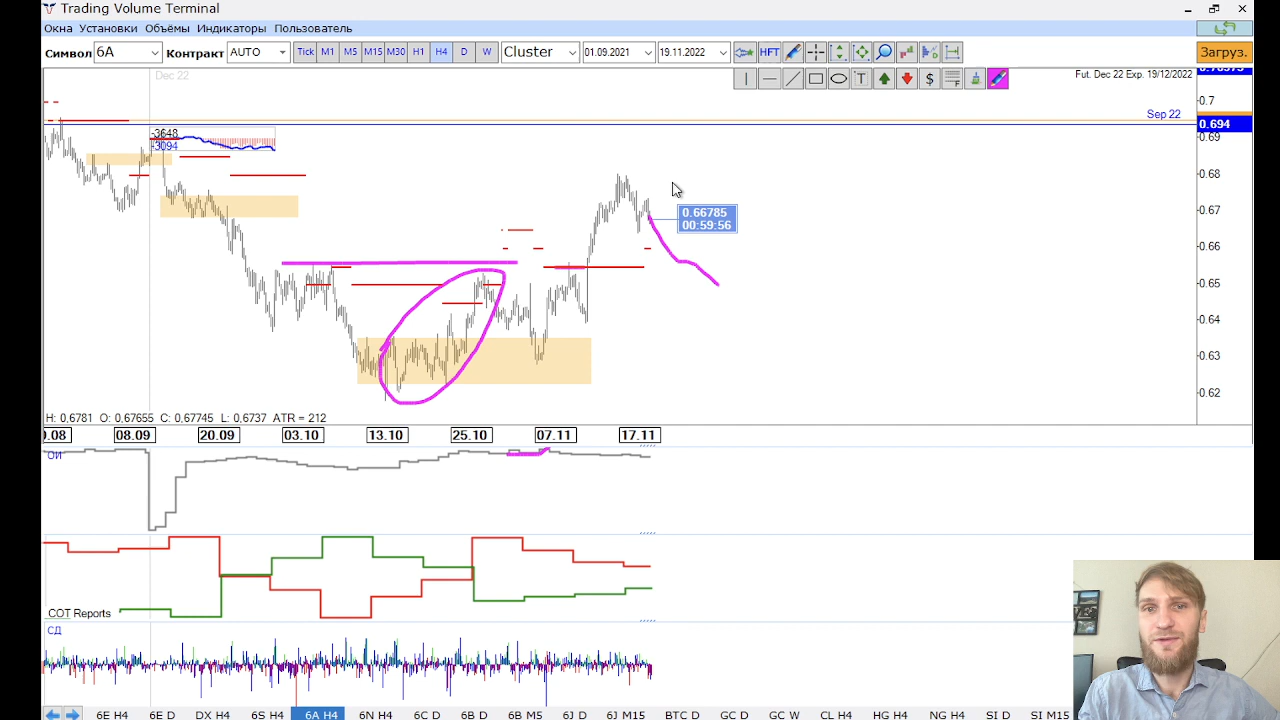 Trading Volume Terminal
Окна Установки Объёмы Индикаторы Пользователь
Символ 6A Контракт AUTO Tick M1 M5 M15 M30 H1 H4 D W Cluster 01.09.2021 19.11.2022 HFT Загруз.
T $ F
Dec 22 Fut. Dec 22 Exp. 19/12/2022
0.7
Sep 22
0.694
-3648
0.69
-3094
0.68
0.66785
0.67
00:59:56
0.66
0.65
0.64
0.63
0.62
H: 0,6781 O: 0,67655 C: 0,67745 L: 0,6737 ATR = 212
08.09 20.09 03.10 13.10 25.10 07.11 17.11
ОИ
COT Reports
СД
6E H4 6E D DX H4 6S H4 6A H4 6N H4 6C D 6B D 6B M5 6J D 6J M15 BTC D GC D GC W CL H4 HG H4 NG H4 SI D SI M15